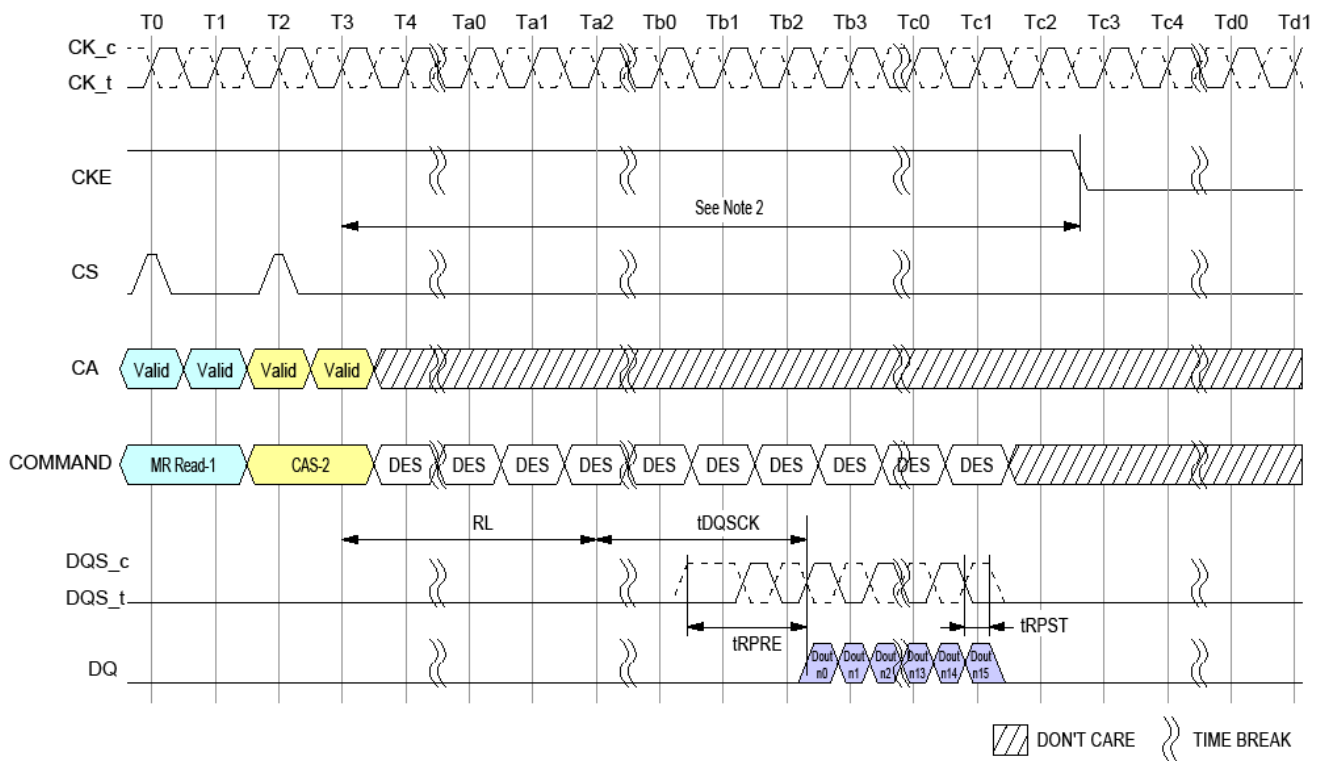 T0 T1 T2 T3 T4 Ta0 Ta1 Ta2 Tb0 Tb1 Tb2 Tb3 Tc0 Tc1 Tc2 Tc3 Tc4 Td0 Td1
CK_c
CK_t
CKE
See Note 2
CS
CA Valid Valid Valid Valid
COMMAND MR Read-1 CAS-2 DES DES DES DES DES DES DES DES DES DES
RL tDQSCK
DQS_c
DQS_t
tRPST
tRPRE
DQ
Dout n0
Dout n1
Dout n2
Dout n13
Dout n14
Dout n15
DON'T CARE TIME BREAK